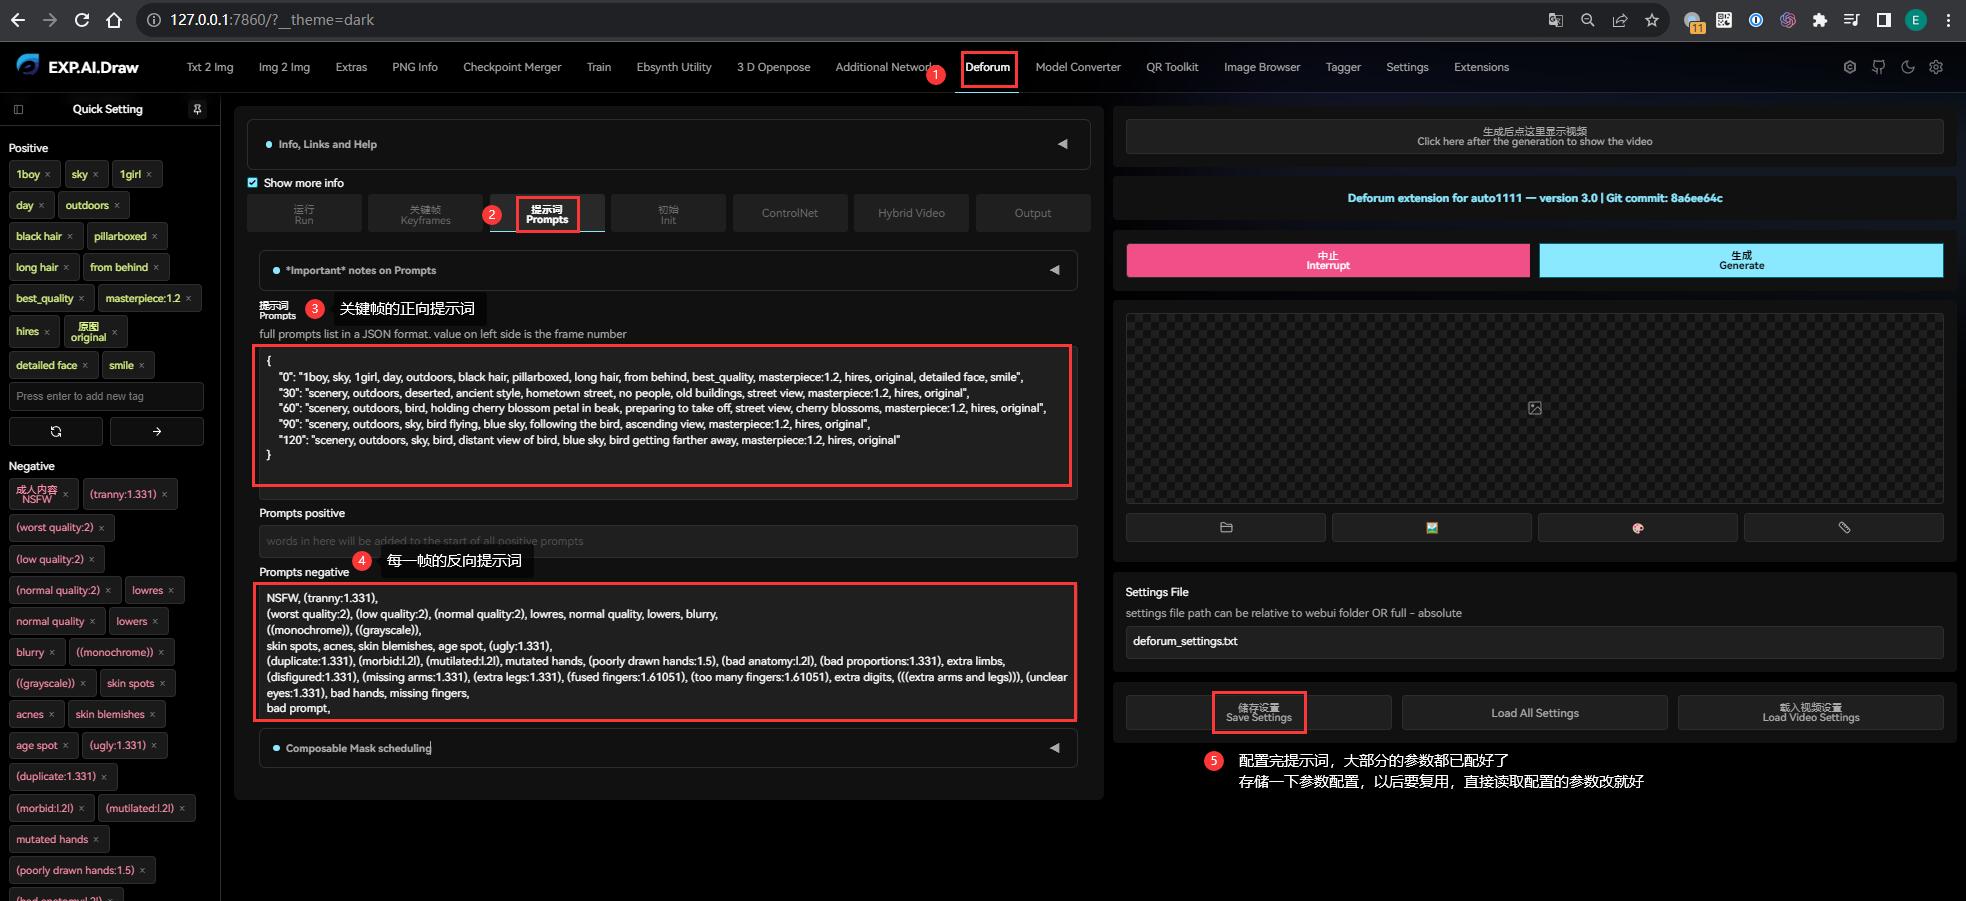 127.0.0.1:7860/?__theme=dark
11
E
EXP.AI.Draw
Txt 2 Img
Img 2 Img
Extras
PNG Info
Checkpoint Merger
Train
Ebsynth Utility
3 D Openpose
Additional Network
1
Deforum
Model Converter
QR Toolkit
Image Browser
Tagger
Settings
Extensions
Quick Setting
Positive
1boy ×
sky ×
1girl ×
day ×
outdoors ×
black hair ×
pillarboxed ×
long hair ×
from behind ×
best_quality ×
masterpiece:1.2 ×
hires ×
原图
original ×
detailed face ×
smile ×
Press enter to add new tag
Negative
成人内容
NSFW ×
(tranny:1.331) ×
(worst quality:2) ×
(low quality:2) ×
(normal quality:2) ×
lowres ×
normal quality ×
lowers ×
blurry ×
((monochrome)) ×
((grayscale)) ×
skin spots ×
acnes ×
skin blemishes ×
age spot ×
(ugly:1.331) ×
(duplicate:1.331) ×
(morbid:l.2l) ×
(mutilated:l.2l) ×
mutated hands ×
(poorly drawn hands:1.5) ×
(bad anatomy:l.2l) ×
Info, Links and Help
Show more info
运行
Run
关键帧
Keyframes
2
提示词
Prompts
初始
Init
ControlNet
Hybrid Video
Output
*Important* notes on Prompts
提示词
Prompts
3
关键帧的正向提示词
full prompts list in a JSON format. value on left side is the frame number
{
"0": "1boy, sky, 1girl, day, outdoors, black hair, pillarboxed, long hair, from behind, best_quality, masterpiece:1.2, hires, original, detailed face, smile",
"30": "scenery, outdoors, deserted, ancient style, hometown street, no people, old buildings, street view, masterpiece:1.2, hires, original",
"60": "scenery, outdoors, bird, holding cherry blossom petal in beak, preparing to take off, street view, cherry blossoms, masterpiece:1.2, hires, original",
"90": "scenery, outdoors, sky, bird flying, blue sky, following the bird, ascending view, masterpiece:1.2, hires, original",
"120": "scenery, outdoors, sky, bird, distant view of bird, blue sky, bird getting farther away, masterpiece:1.2, hires, original"
}
Prompts positive
words in here will be added to the start of all positive prompts
4
每一帧的反向提示词
Prompts negative
NSFW, (tranny:1.331),
(worst quality:2), (low quality:2), (normal quality:2), lowres, normal quality, lowers, blurry,
((monochrome)), ((grayscale)),
skin spots, acnes, skin blemishes, age spot, (ugly:1.331),
(duplicate:1.331), (morbid:l.2l), (mutilated:l.2l), mutated hands, (poorly drawn hands:1.5), (bad anatomy:l.2l), (bad proportions:1.331), extra limbs,
(disfigured:1.331), (missing arms:1.331), (extra legs:1.331), (fused fingers:1.61051), (too many fingers:1.61051), extra digits, (((extra arms and legs))), (unclear
eyes:1.331), bad hands, missing fingers,
bad prompt,
Composable Mask scheduling
生成后点这里显示视频
Click here after the generation to show the video
Deforum extension for auto1111 — version 3.0 | Git commit: 8a6ee64c
中止
Interrupt
生成
Generate
Settings File
settings file path can be relative to webui folder OR full - absolute
deforum_settings.txt
储存设置
Save Settings
Load All Settings
载入视频设置
Load Video Settings
5
配置完提示词，大部分的参数都已配好了
存储一下参数配置，以后要复用，直接读取配置的参数改就好